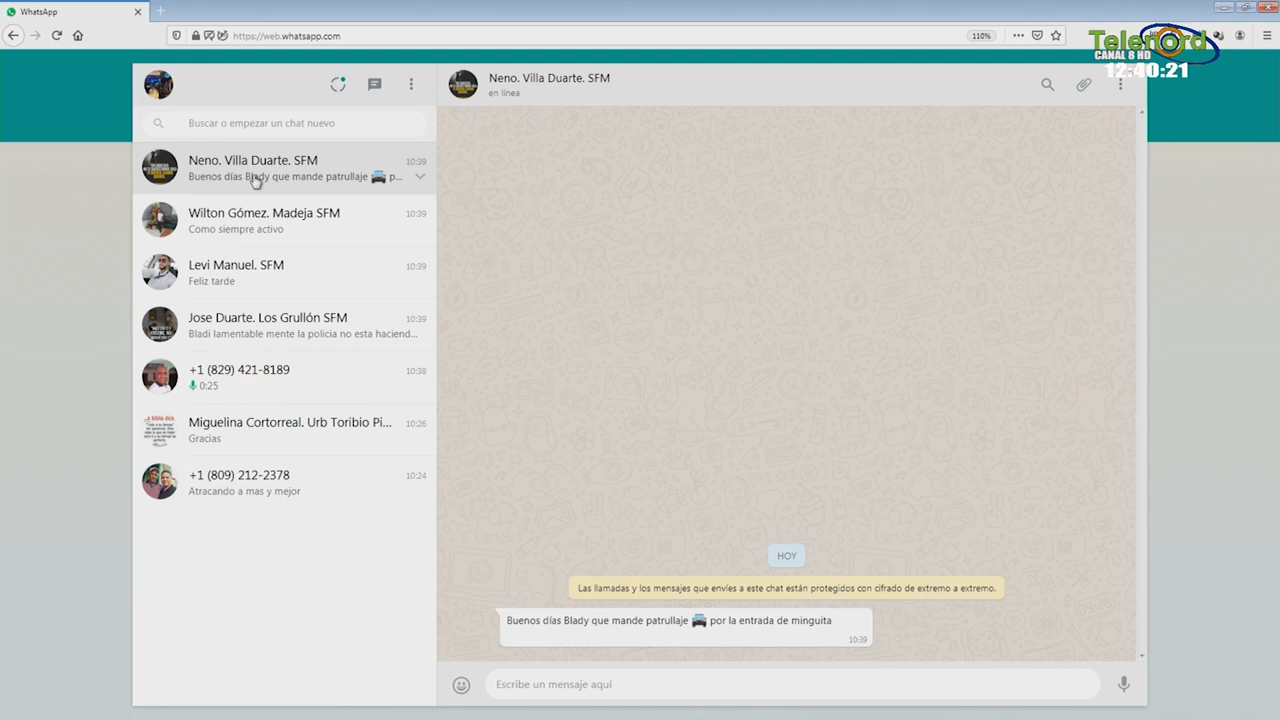 WhatsApp
https://web.whatsapp.com
110%
Telenord
CANAL 8 HD
12:40:21
Buscar o empezar un chat nuevo
Neno. Villa Duarte. SFM
10:39
Buenos días Blady que mande patrullaje 🚔 p...
Wilton Gómez. Madeja SFM
10:39
Como siempre activo
Levi Manuel. SFM
10:39
Feliz tarde
Jose Duarte. Los Grullón SFM
10:39
Bladi lamentable mente la policia no esta haciend...
+1 (829) 421-8189
10:38
0:25
Miguelina Cortorreal. Urb Toribio Pi...
10:26
Gracias
+1 (809) 212-2378
10:24
Atracando a mas y mejor
Neno. Villa Duarte. SFM
en línea
HOY
Las llamadas y los mensajes que envíes a este chat están protegidos con cifrado de extremo a extremo.
Buenos días Blady que mande patrullaje 🚔 por la entrada de minguita
10:39
Escribe un mensaje aquí